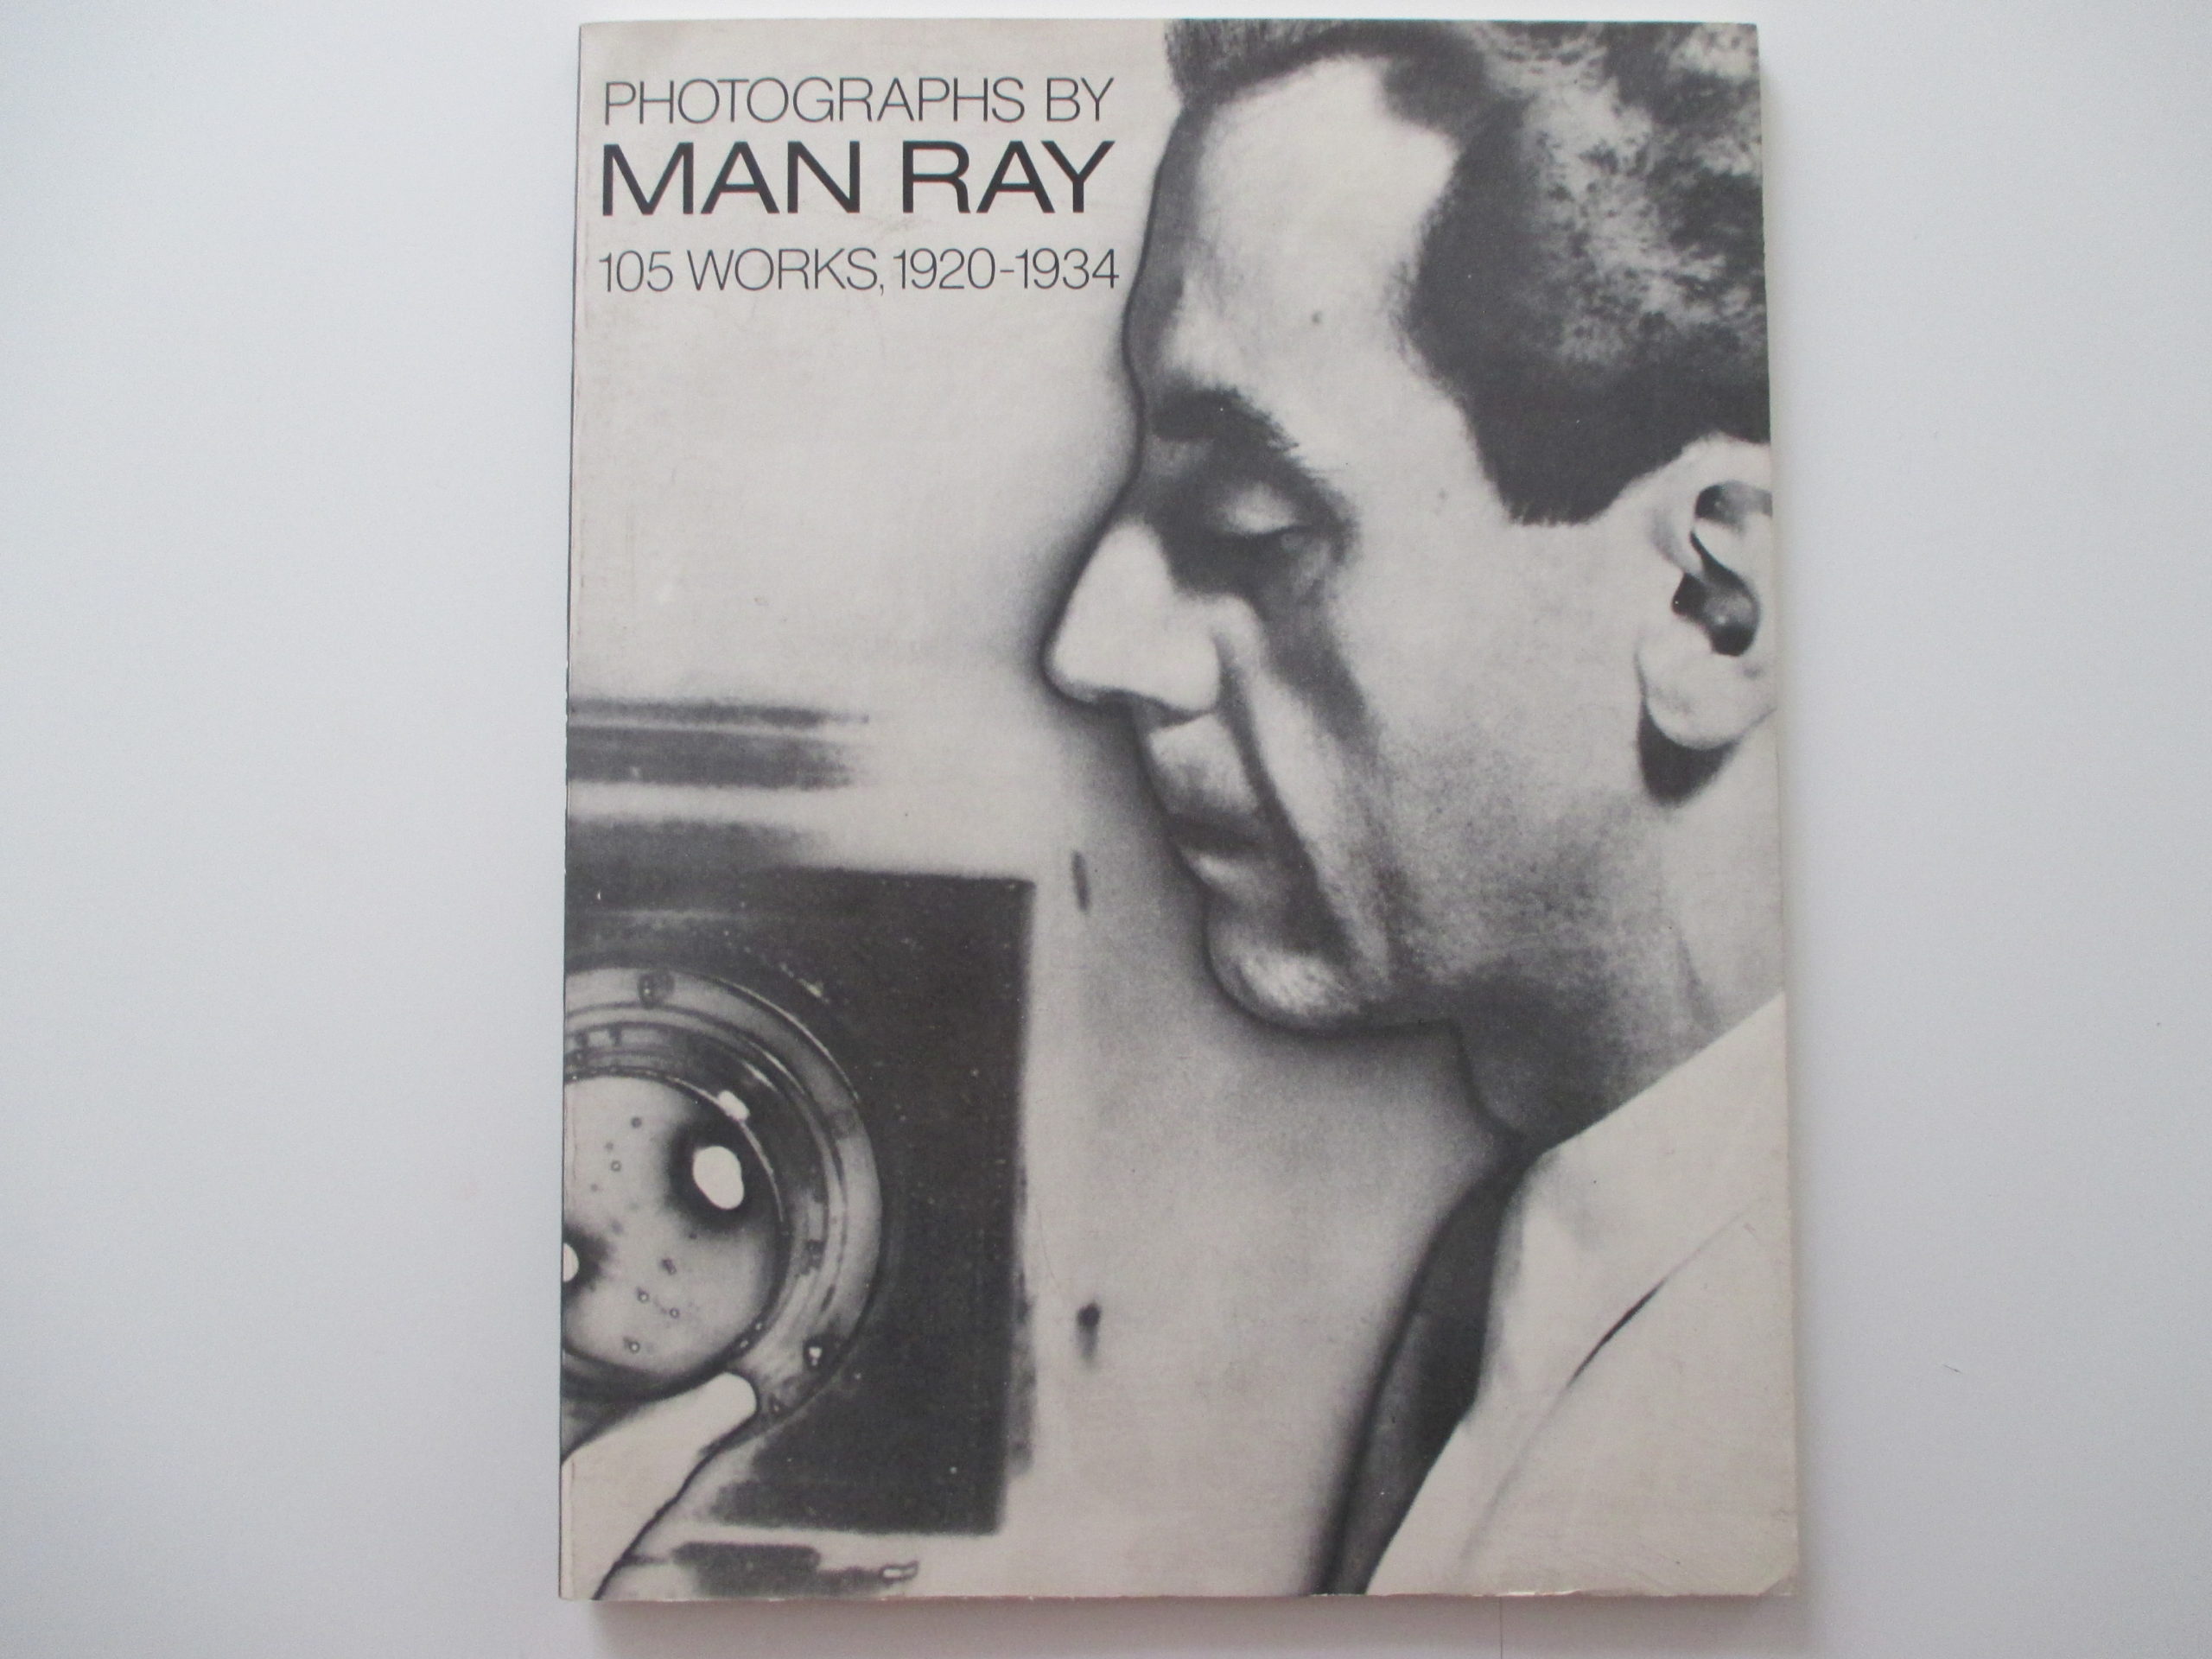 PHOTOGRAPHS BY
MAN RAY
105 WORKS, 1920-1934